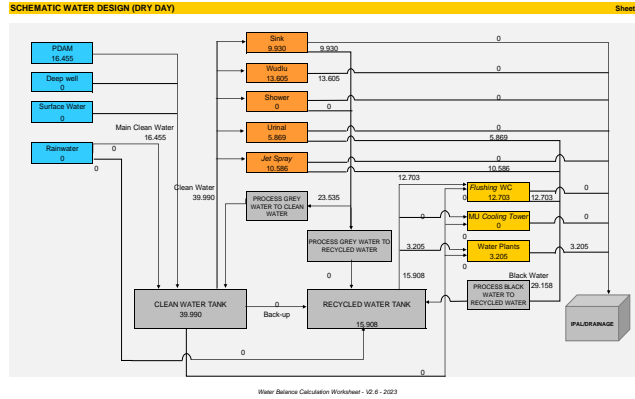 SCHEMATIC WATER DESIGN (DRY DAY)
Sheet
PDAM
16.455
Deep well
0
Surface Water
0
Rainwater
0
0
0
Main Clean Water
16.455
Clean Water
39.990
Sink
9.930
9.930
0
Wudlu
13.605
13.605
0
Shower
0
0
0
Urinal
5.869
5.869
0
Jet Spray
10.586
10.586
0
12.703
Flushing WC
12.703
12.703
0
0
MU Cooling Tower
0
0
0
0
Water Plants
3.205
3.205
3.205
0
PROCESS GREY
WATER TO CLEAN
WATER
23.535
PROCESS GREY WATER TO
RECYCLED WATER
0
15.908
Black Water
29.158
PROCESS BLACK
WATER TO
RECYCLED WATER
CLEAN WATER TANK
39.990
0
Back-up
RECYCLED WATER TANK
15.908
IPAL/DRAINAGE
0
0
Water Balance Calculation Worksheet - V2.6 - 2023